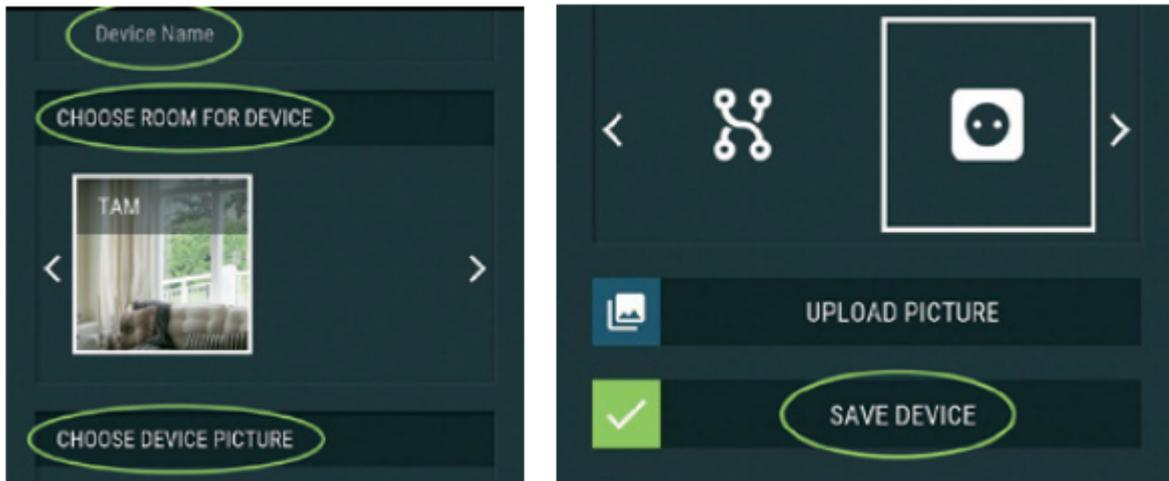 Device Name
CHOOSE ROOM FOR DEVICE
TAM
CHOOSE DEVICE PICTURE
UPLOAD PICTURE
SAVE DEVICE